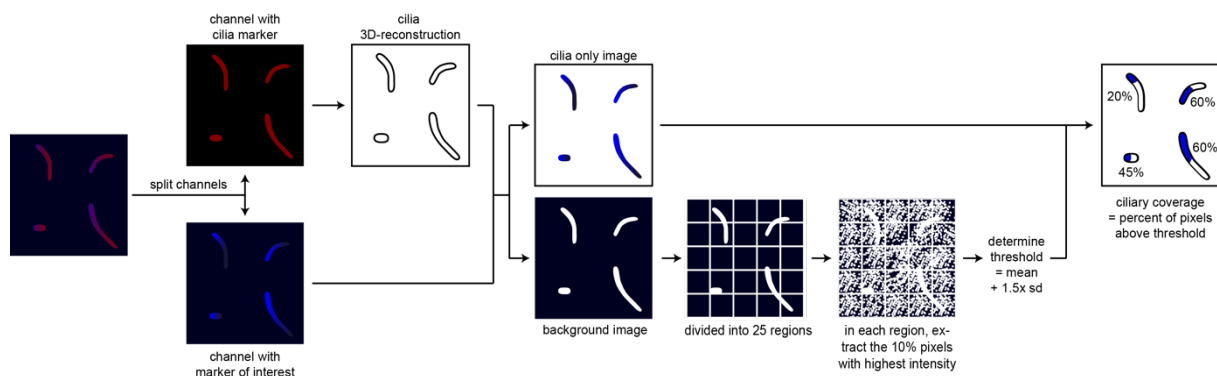 channel with
cilia marker
cilia
3D-reconstruction
split channels
channel with
marker of interest
cilia only image
background image
divided into 25 regions
in each region, ex-
tract the 10% pixels
with highest intensity
determine
threshold
= mean
+ 1.5x sd
20%
60%
60%
45%
ciliary coverage
= percent of pixels
above threshold